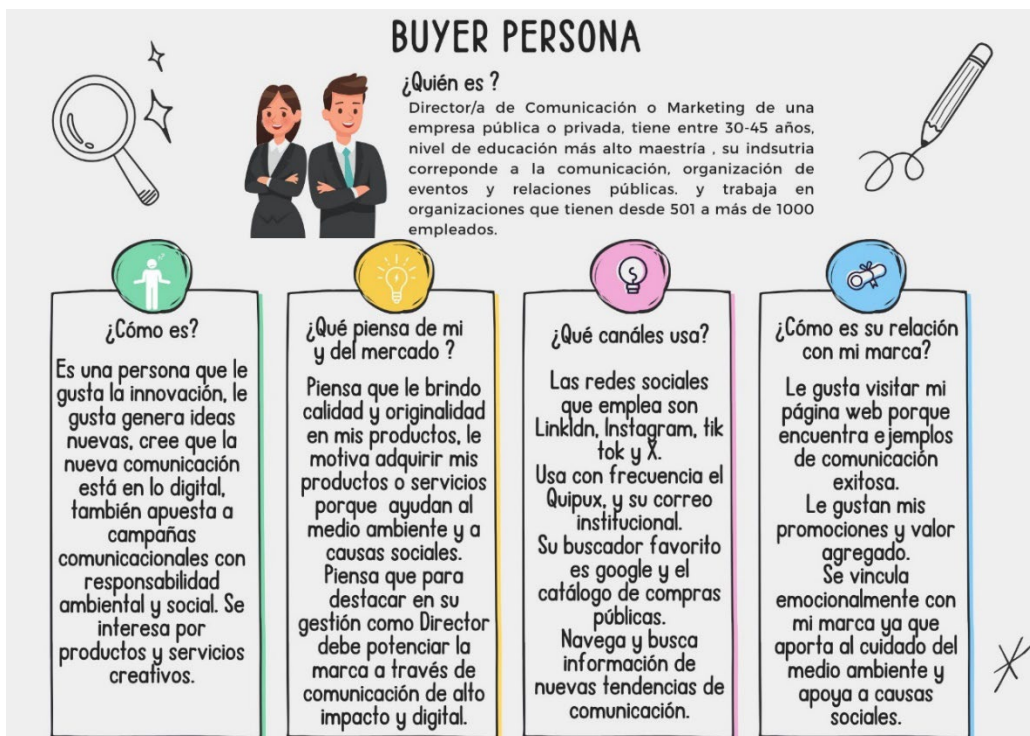 BUYER PERSONA
¿Quién es ?
Director/a de Comunicación o Marketing de una
empresa pública o privada, tiene entre 30-45 años,
nivel de educación más alto maestría , su indsutria
correponde a la comunicación, organización de
eventos y relaciones públicas. y trabaja en
organizaciones que tienen desde 501 a más de 1000
empleados.
¿Cómo es?
Es una persona que le
gusta la innovación, le
gusta genera ideas
nuevas, cree que la
nueva comunicación
está en lo digital,
también apuesta a
campañas
comunicacionales con
responsabilidad
ambiental y social. Se
interesa por
productos y servicios
creativos.
¿Qué piensa de mi
y del mercado ?
Piensa que le brindo
calidad y originalidad
en mis productos, le
motiva adquirir mis
productos o servicios
porque ayudan al
medio ambiente y a
causas sociales.
Piensa que para
destacar en su
gestión como Director
debe potenciar la
marca a través de
comunicación de alto
impacto y digital.
¿Qué canáles usa?
Las redes sociales
que emplea son
LinkIdn, Instagram, tik
tok y X.
Usa con frecuencia el
Quipux, y su correo
institucional.
Su buscador favorito
es google y el
catálogo de compras
públicas.
Navega y busca
información de
nuevas tendencias de
comunicación.
¿Cómo es su relación
con mi marca?
Le gusta visitar mi
página web porque
encuentra ejemplos
de comunicación
exitosa.
Le gustan mis
promociones y valor
agregado.
Se vincula
emocionalmente con
mi marca ya que
aporta al cuidado del
medio ambiente y
apoya a causas
sociales.